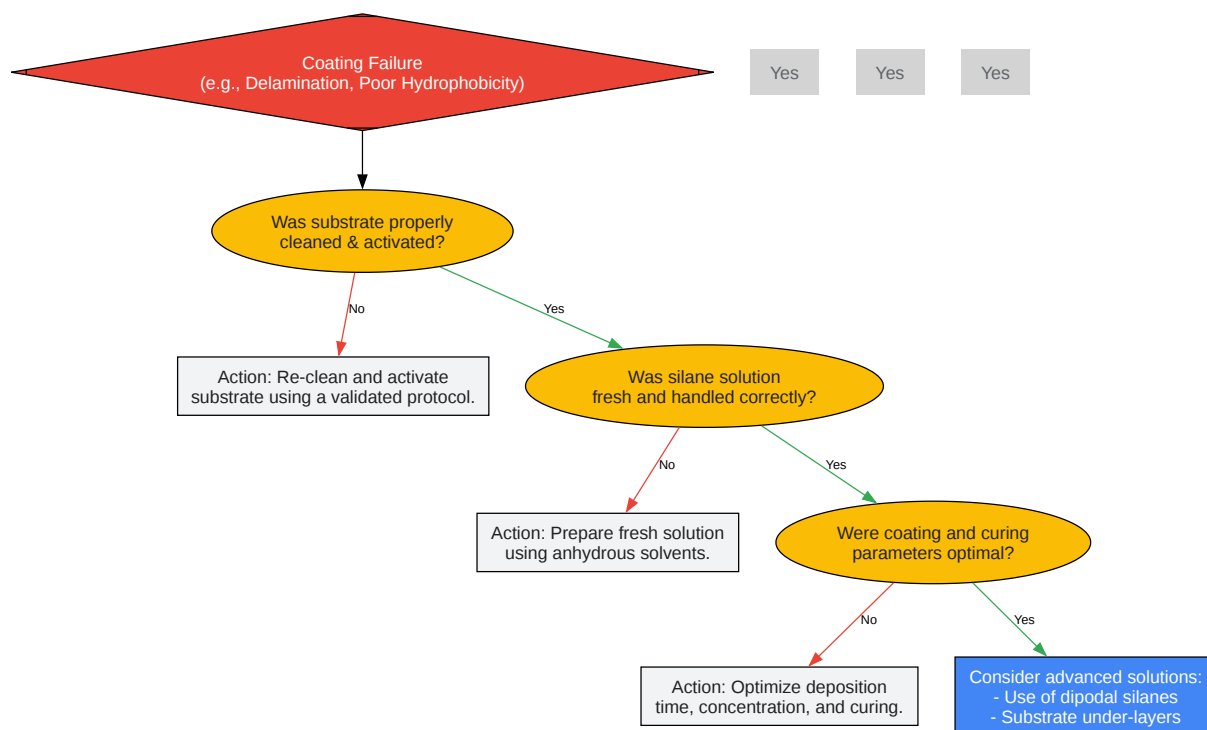 Coating Failure
(e.g., Delamination, Poor Hydrophobicity)
Yes
Yes
Yes
Was substrate properly
cleaned & activated?
No
Yes
Action: Re-clean and activate
substrate using a validated protocol.
Was silane solution
fresh and handled correctly?
No
Yes
Action: Prepare fresh solution
using anhydrous solvents.
Were coating and curing
parameters optimal?
No
Yes
Action: Optimize deposition
time, concentration, and curing.
Consider advanced solutions:
- Use of dipodal silanes
- Substrate under-layers